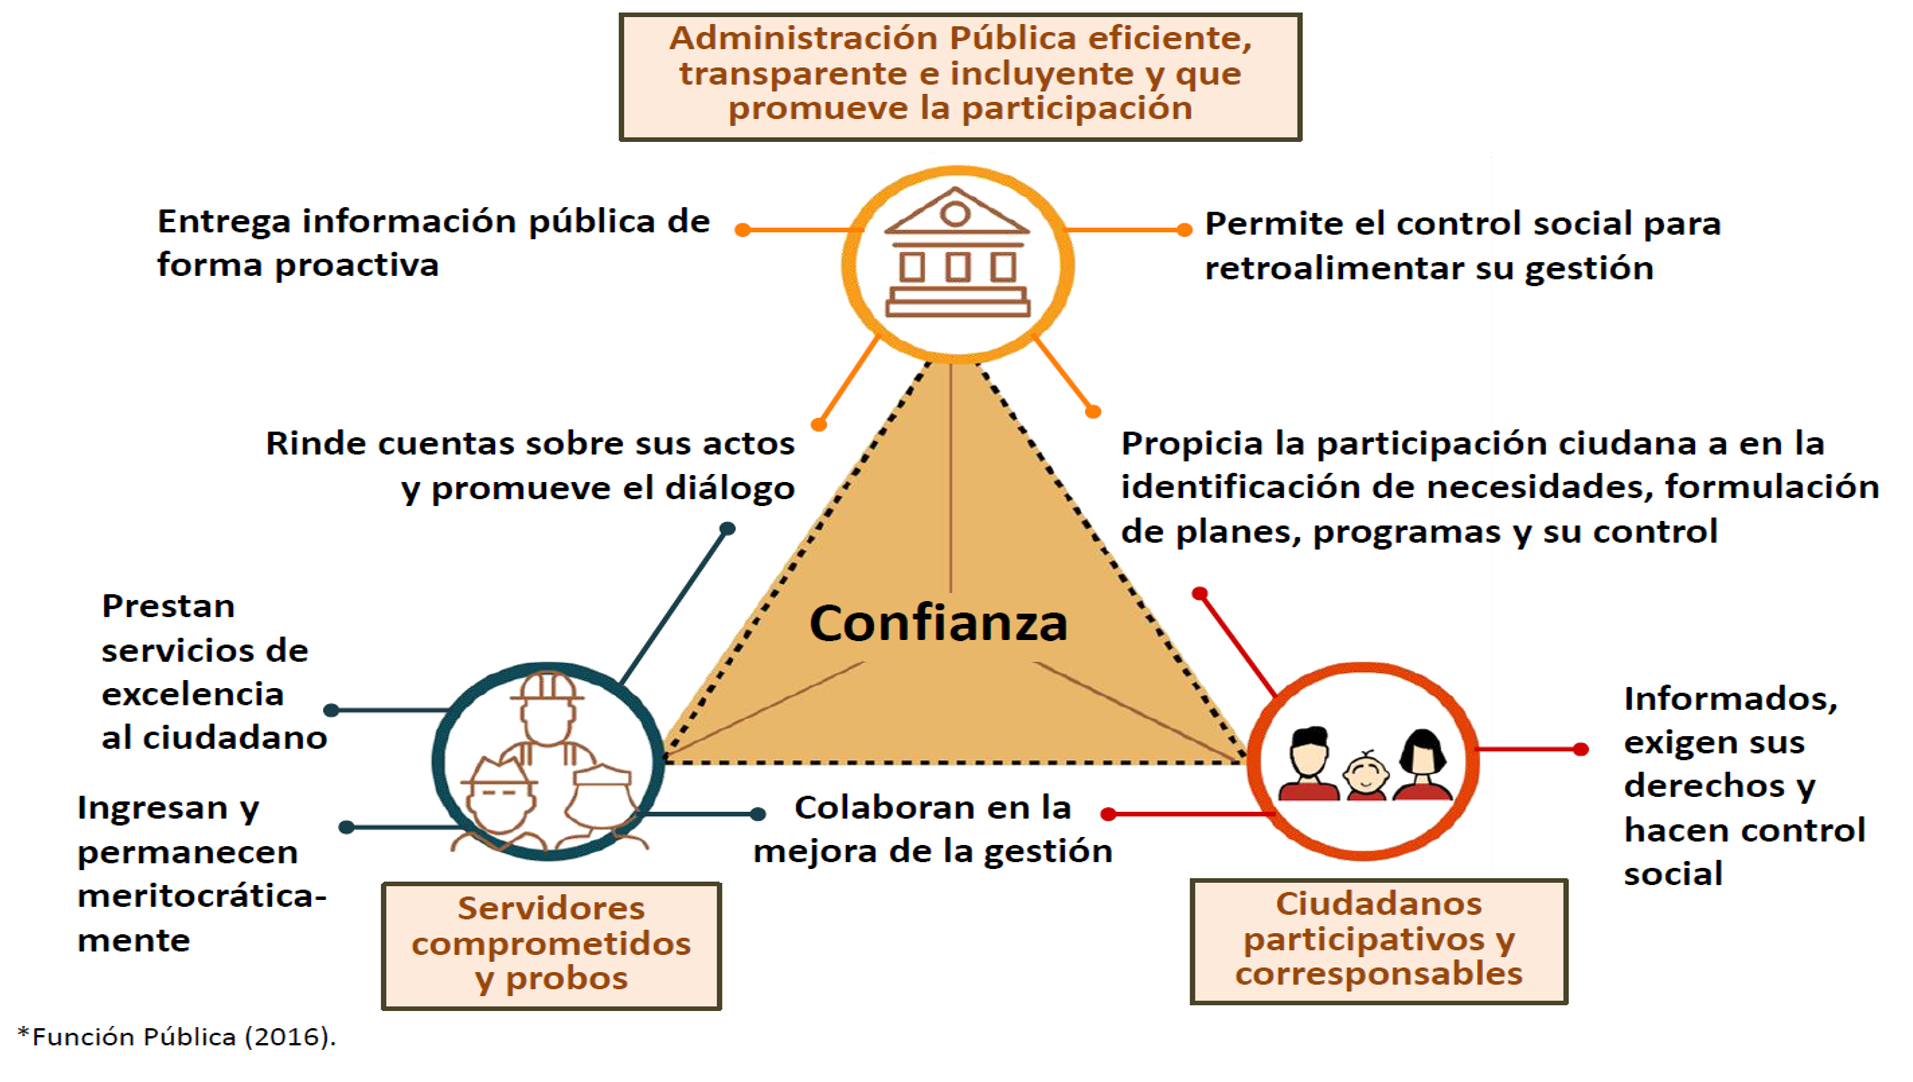 Administración Pública eficiente,
transparente e incluyente y que
promueve la participación
Entrega información pública de
forma proactiva
Permite el control social para
retroalimentar su gestión
Rinde cuentas sobre sus actos
y promueve el diálogo
Propicia la participación ciudana a en la
identificación de necesidades, formulación
de planes, programas y su control
Confianza
Prestan
servicios de
excelencia
al ciudadano
Ingresan y
permanecen
meritocrática-
mente
Colaboran en la
mejora de la gestión
Informados,
exigen sus
derechos y
hacen control
social
Servidores
comprometidos
y probos
Ciudadanos
participativos y
corresponsables
*Función Pública (2016).